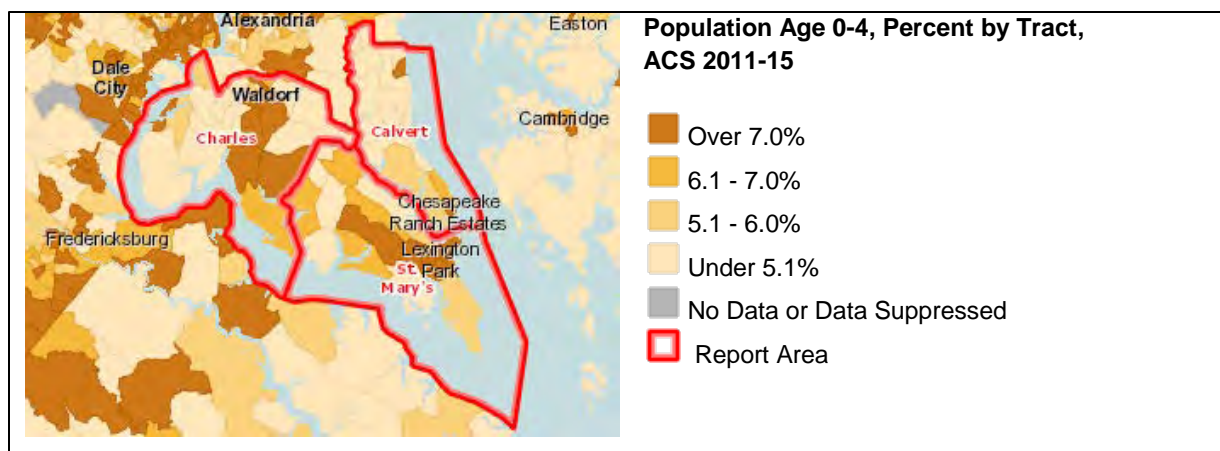 Alexandria
Easton
Dale
City
Waldorf
Cambridge
Charles
Calvert
Chesapeake
Ranch Estates
Fredericksburg
Lexington
Park
St.
Mary's
Population Age 0-4, Percent by Tract,
ACS 2011-15
Over 7.0%
6.1 - 7.0%
5.1 - 6.0%
Under 5.1%
No Data or Data Suppressed
Report Area